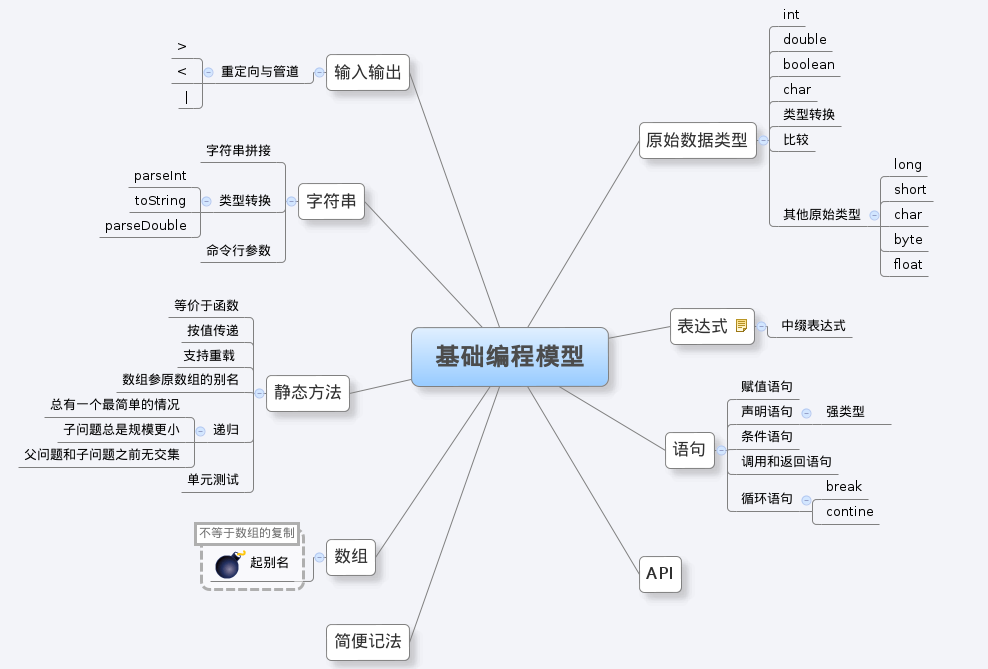 基础编程模型
原始数据类型
int
double
boolean
char
类型转换
比较
其他原始类型
long
short
char
byte
float
表达式
中缀表达式
语句
赋值语句
声明语句
强类型
条件语句
调用和返回语句
循环语句
break
contine
API
简便记法
数组
不等于数组的复制
起别名
静态方法
等价于函数
按值传递
支持重载
数组参原数组的别名
递归
总有一个最简单的情况
子问题总是规模更小
父问题和子问题之前无交集
单元测试
字符串
字符串拼接
类型转换
parseInt
toString
parseDouble
命令行参数
输入输出
重定向与管道
>
<
|